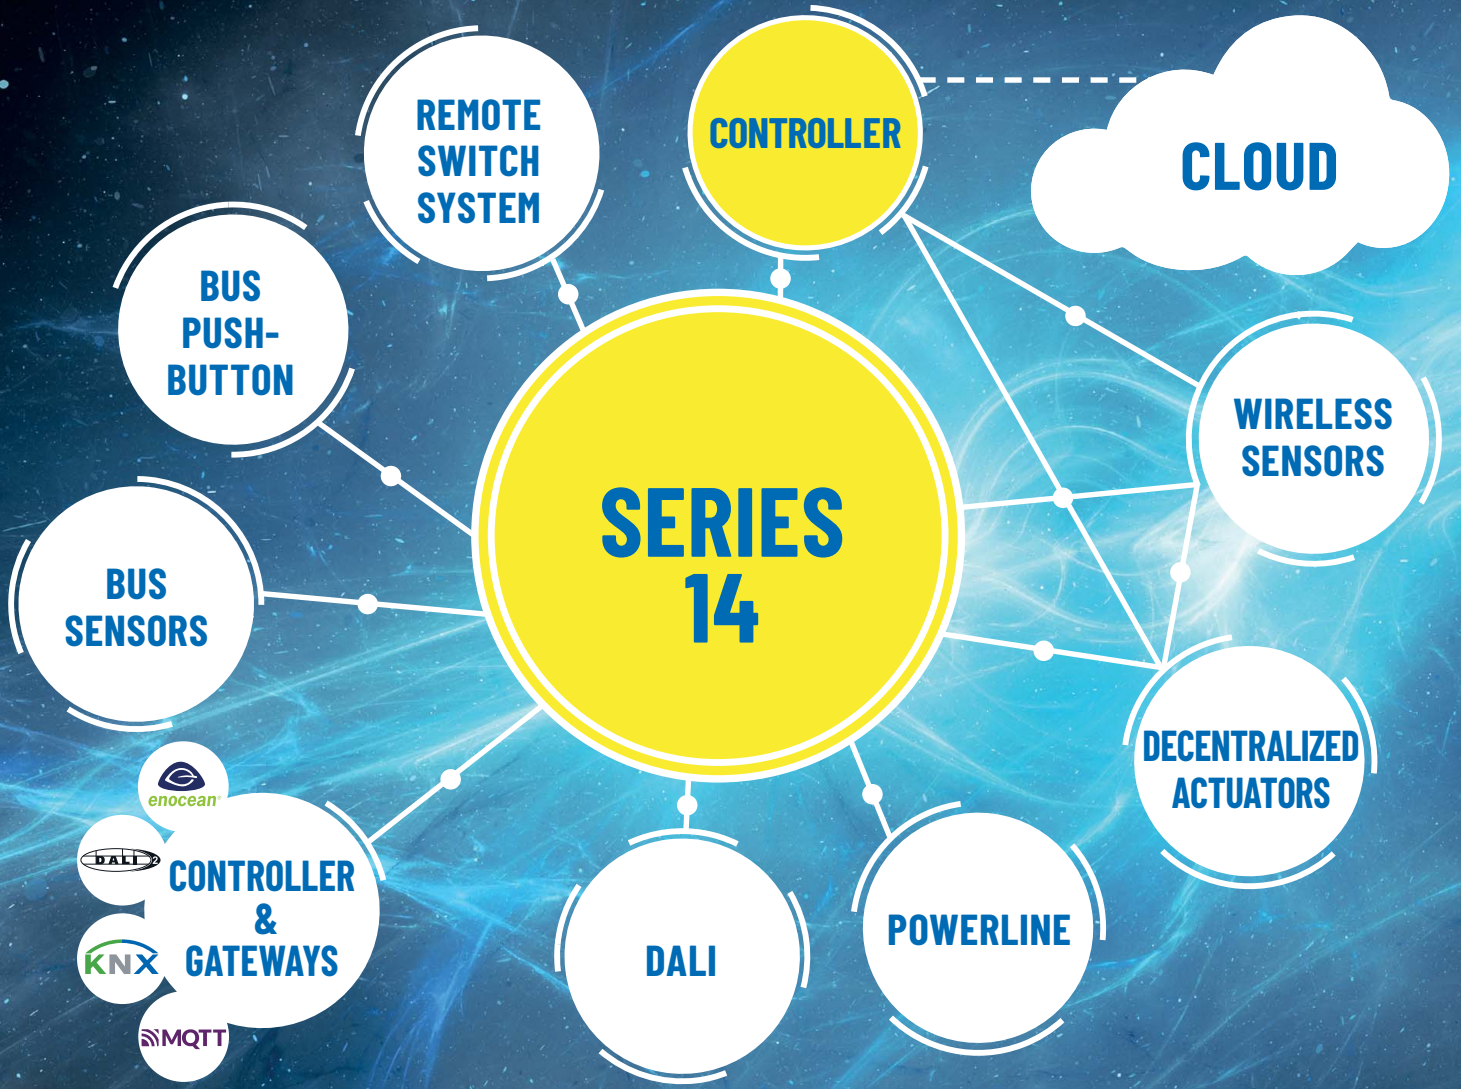 REMOTE
SWITCH
SYSTEM
CONTROLLER
CLOUD
BUS
PUSH-
BUTTON
WIRELESS
SENSORS
SERIES
14
BUS
SENSORS
DECENTRALIZED
ACTUATORS
enocean®
DALI 2
CONTROLLER
&
GATEWAYS
KNX
MQTT
DALI
POWERLINE